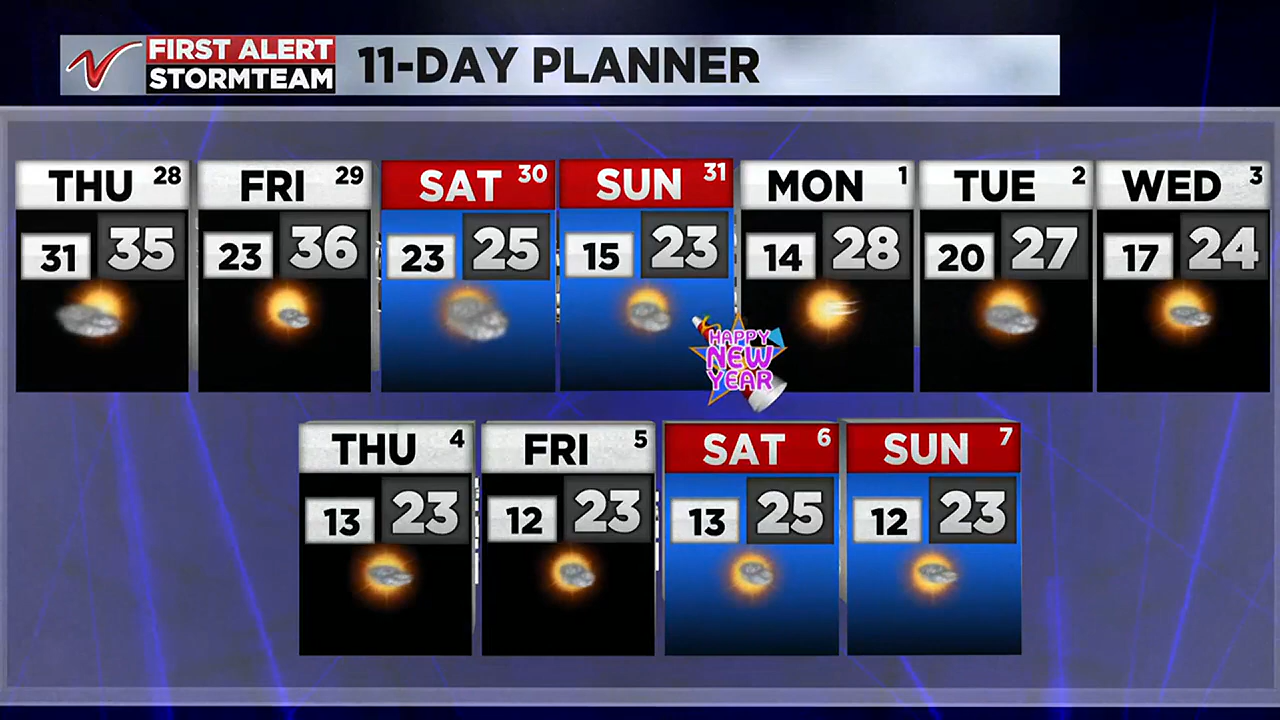 FIRST ALERT
STORMTEAM
11-DAY PLANNER
THU 28
31 35
FRI 29
23 36
SAT 30
23 25
SUN 31
15 23
MON 1
14 28
TUE 2
20 27
WED 3
17 24
HAPPY
NEW
YEAR
THU 4
13 23
FRI 5
12 23
SAT 6
13 25
SUN 7
12 23